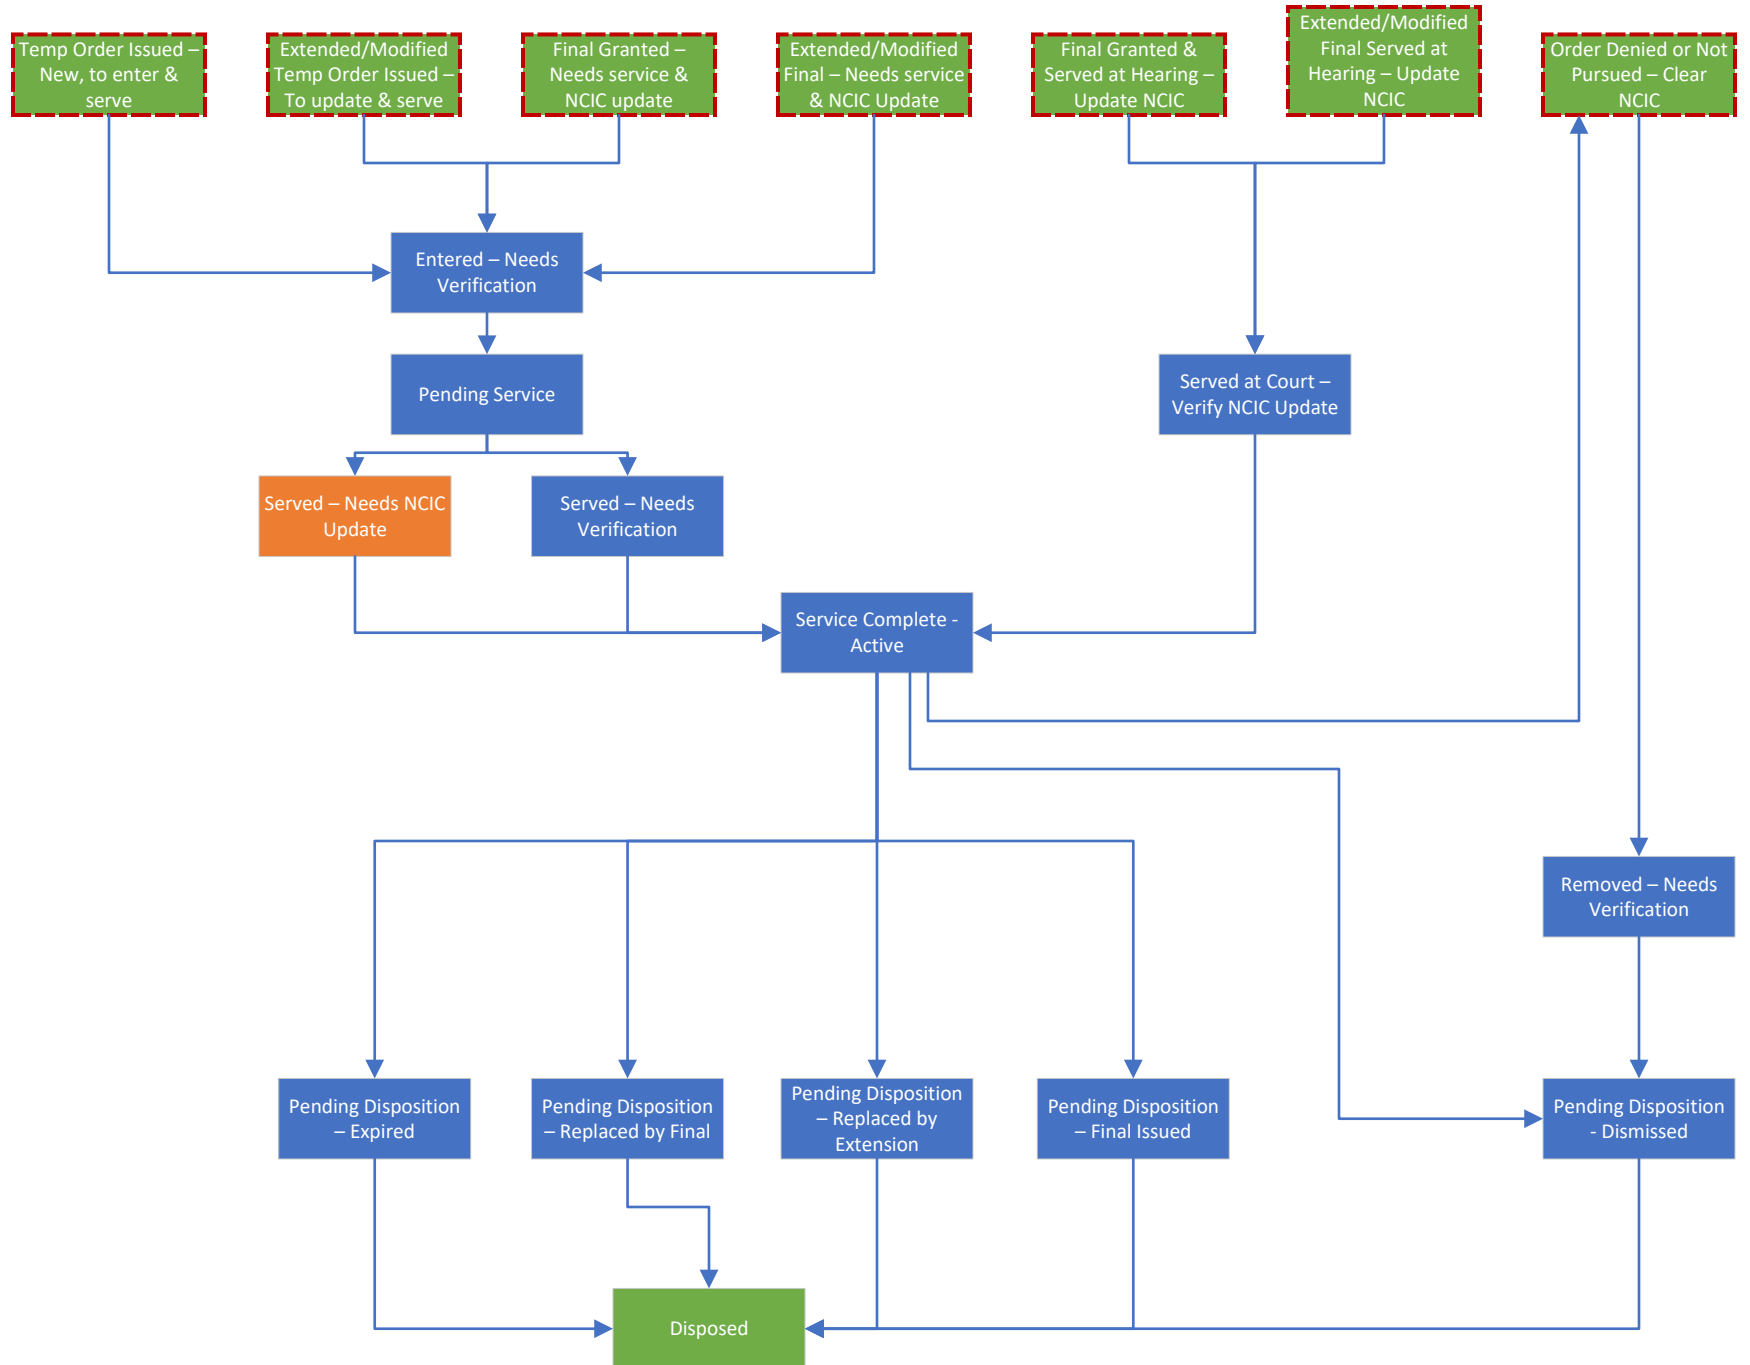 Temp Order Issued –
New, to enter &
serve
Extended/Modified
Temp Order Issued –
To update & serve
Final Granted –
Needs service &
NCIC update
Extended/Modified
Final – Needs service
& NCIC Update
Final Granted &
Served at Hearing –
Update NCIC
Extended/Modified
Final Served at
Hearing – Update
NCIC
Order Denied or Not
Pursued – Clear
NCIC
Entered – Needs
Verification
Pending Service
Served at Court –
Verify NCIC Update
Served – Needs NCIC
Update
Served – Needs
Verification
Service Complete -
Active
Removed – Needs
Verification
Pending Disposition
– Expired
Pending Disposition
– Replaced by Final
Pending Disposition
– Replaced by
Extension
Pending Disposition
– Final Issued
Pending Disposition
- Dismissed
Disposed